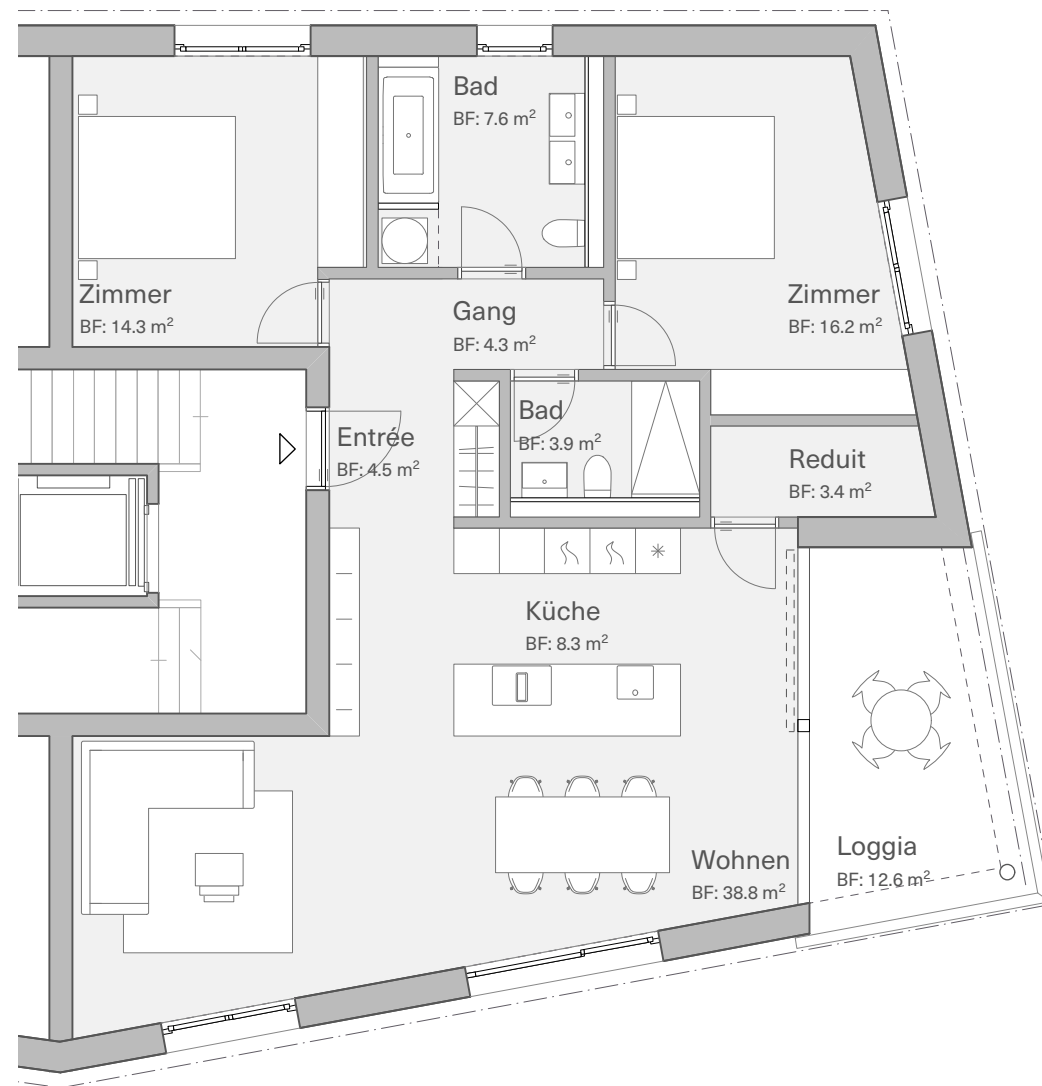 Bad
BF: 7.6 m²
Zimmer
BF: 14.3 m²
Gang
BF: 4.3 m²
Zimmer
BF: 16.2 m²
Entrée
BF: 4.5 m²
Bad
BF: 3.9 m²
Reduit
BF: 3.4 m²
Küche
BF: 8.3 m²
Wohnen
BF: 38.8 m²
Loggia
BF: 12.6 m²